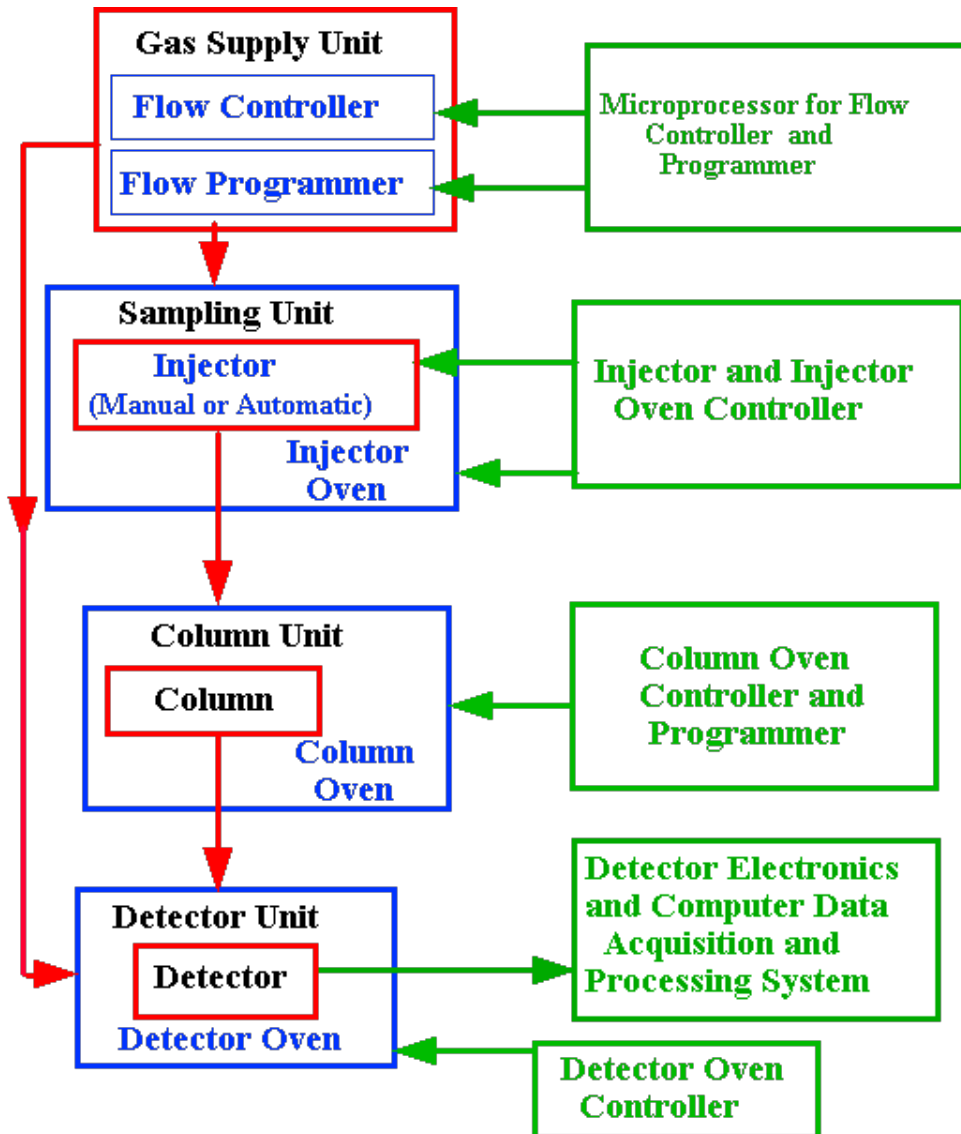 Gas Supply Unit
Flow Controller
Flow Programmer
Microprocessor for Flow
Controller and
Programmer
Sampling Unit
Injector
(Manual or Automatic)
Injector
Oven
Injector and Injector
Oven Controller
Column Unit
Column
Column
Oven
Column Oven
Controller and
Programmer
Detector Unit
Detector
Detector Oven
Detector Electronics
and Computer Data
Acquisition and
Processing System
Detector Oven
Controller